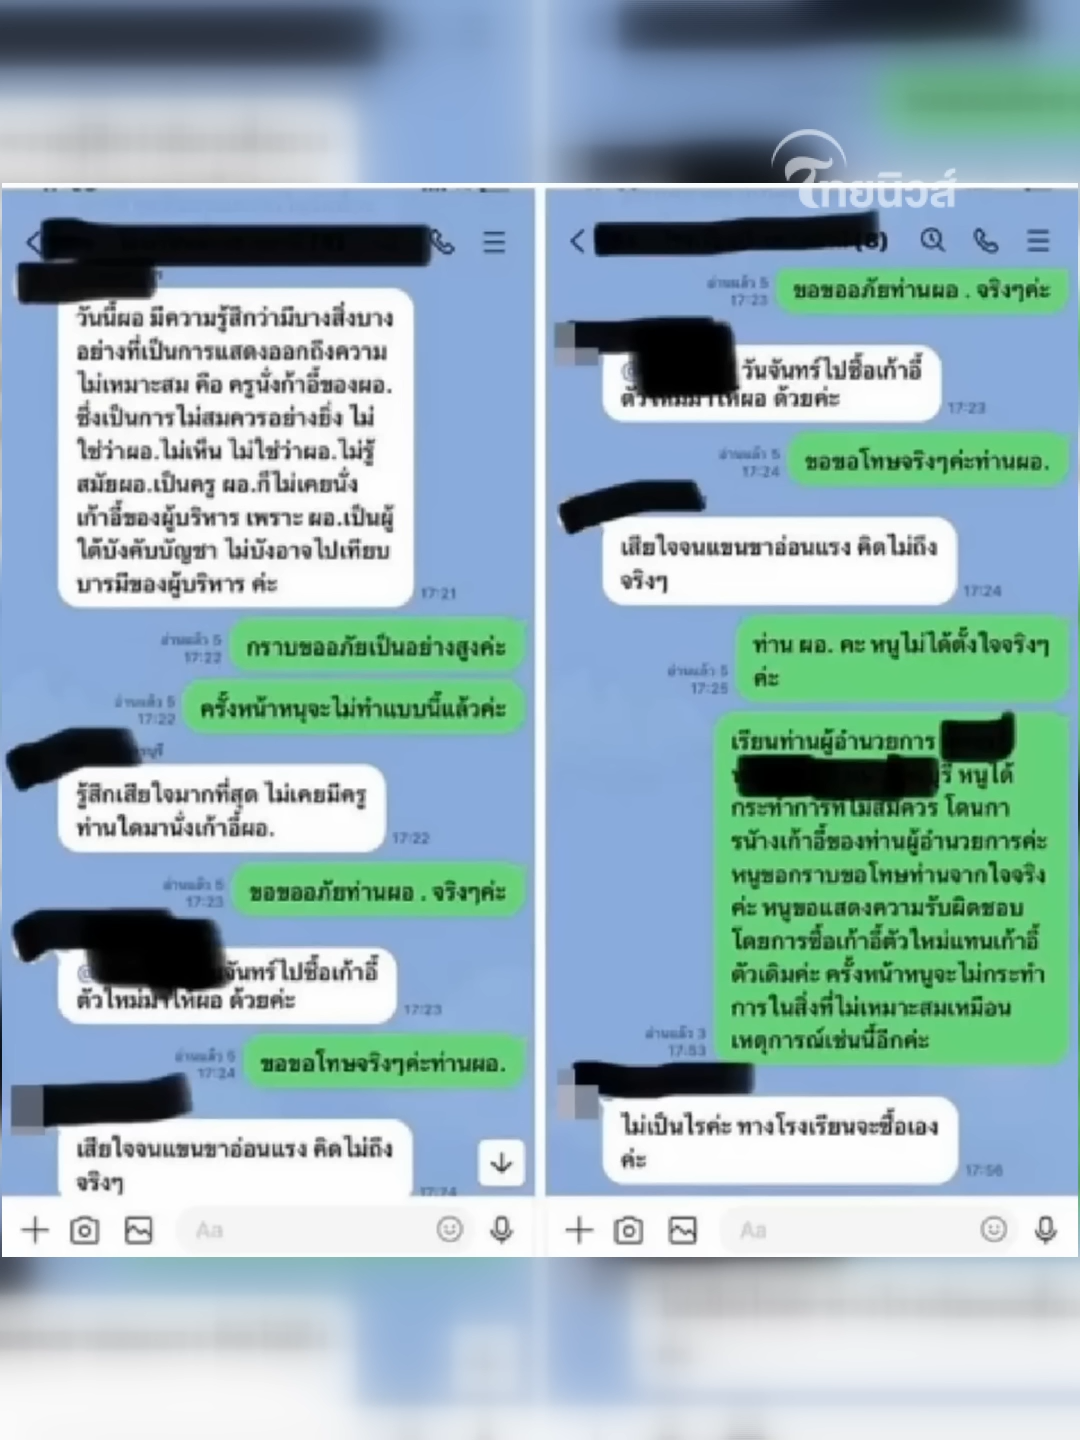 ไทยนิวส์
วันนี้ผอ มีความรู้สึกว่ามีบางสิ่งบาง
อย่างที่เป็นการแสดงออกถึงความ
ไม่เหมาะสม คือ ครูนั่งก้าอี้ของผอ.
ซึ่งเป็นการไม่สมควรอย่างยิ่ง ไม่
ใช่ว่าผอ.ไม่เห็น ไม่ใช่ว่าผอ.ไม่รู้
สมัยผอ.เป็นครู ผอ.ก็ไม่เคยนั่ง
เก้าอี้ของผู้บริหาร เพราะ ผอ.เป็นผู้
ใต้บังคับบัญชา ไม่บังอาจไปเทียบ
บารมีของผู้บริหาร ค่ะ
17:21
อ่านแล้ว 5
17:22
กราบขออภัยเป็นอย่างสูงค่ะ
อ่านแล้ว 5
17:22
ครั้งหน้าหนุจะไม่ทำแบบนี้แล้วค่ะ
รู้สึกเสียใจมากที่สุด ไม่เคยมีครู
ท่านใดมานั่งเก้าอี้ผอ.
17:22
อ่านแล้ว 5
17:23
ขอขออภัยท่านผอ . จริงๆค่ะ
@ จันทร์ไปซื้อเก้าอี้
ตัวใหม่มาให้ผอ ด้วยค่ะ
17:23
อ่านแล้ว 5
17:24
ขอขอโทษจริงๆค่ะท่านผอ.
เสียใจจนแขนขาอ่อนแรง คิดไม่ถึง
จริงๆ
17:24
Aa
(8)
อ่านแล้ว 5
17:23
ขอขออภัยท่านผอ . จริงๆค่ะ
วันจันทร์ไปซื้อเก้าอี้
ตัวใหม่มาให้ผอ ด้วยค่ะ
17:23
อ่านแล้ว 5
17:24
ขอขอโทษจริงๆค่ะท่านผอ.
เสียใจจนแขนขาอ่อนแรง คิดไม่ถึง
จริงๆ
17:24
อ่านแล้ว 5
17:25
ท่าน ผอ. คะ หนูไม่ได้ตั้งใจจริงๆ
ค่ะ
เรียนท่านผู้อำนวยการ
หนูได้
กระทำการที่ไม่สมควร โดนกา
รนัางเก้าอี้ของท่านผู้อำนวยการค่ะ
หนูขอกราบขอโทษท่านจากใจจริง
ค่ะ หนูขอแสดงความรับผิดชอบ
โดยการซื้อเก้าอี้ตัวใหม่แทนเก้าอี้
ตัวเดิมค่ะ ครั้งหน้าหนูจะไม่กระทำ
การในสิ่งที่ไม่เหมาะสมเหมือน
เหตุการณ์เช่นนี้อีกค่ะ
อ่านแล้ว 3
17:53
ไม่เป็นไรค่ะ ทางโรงเรียนจะซื้อเอง
ค่ะ
17:56
Aa